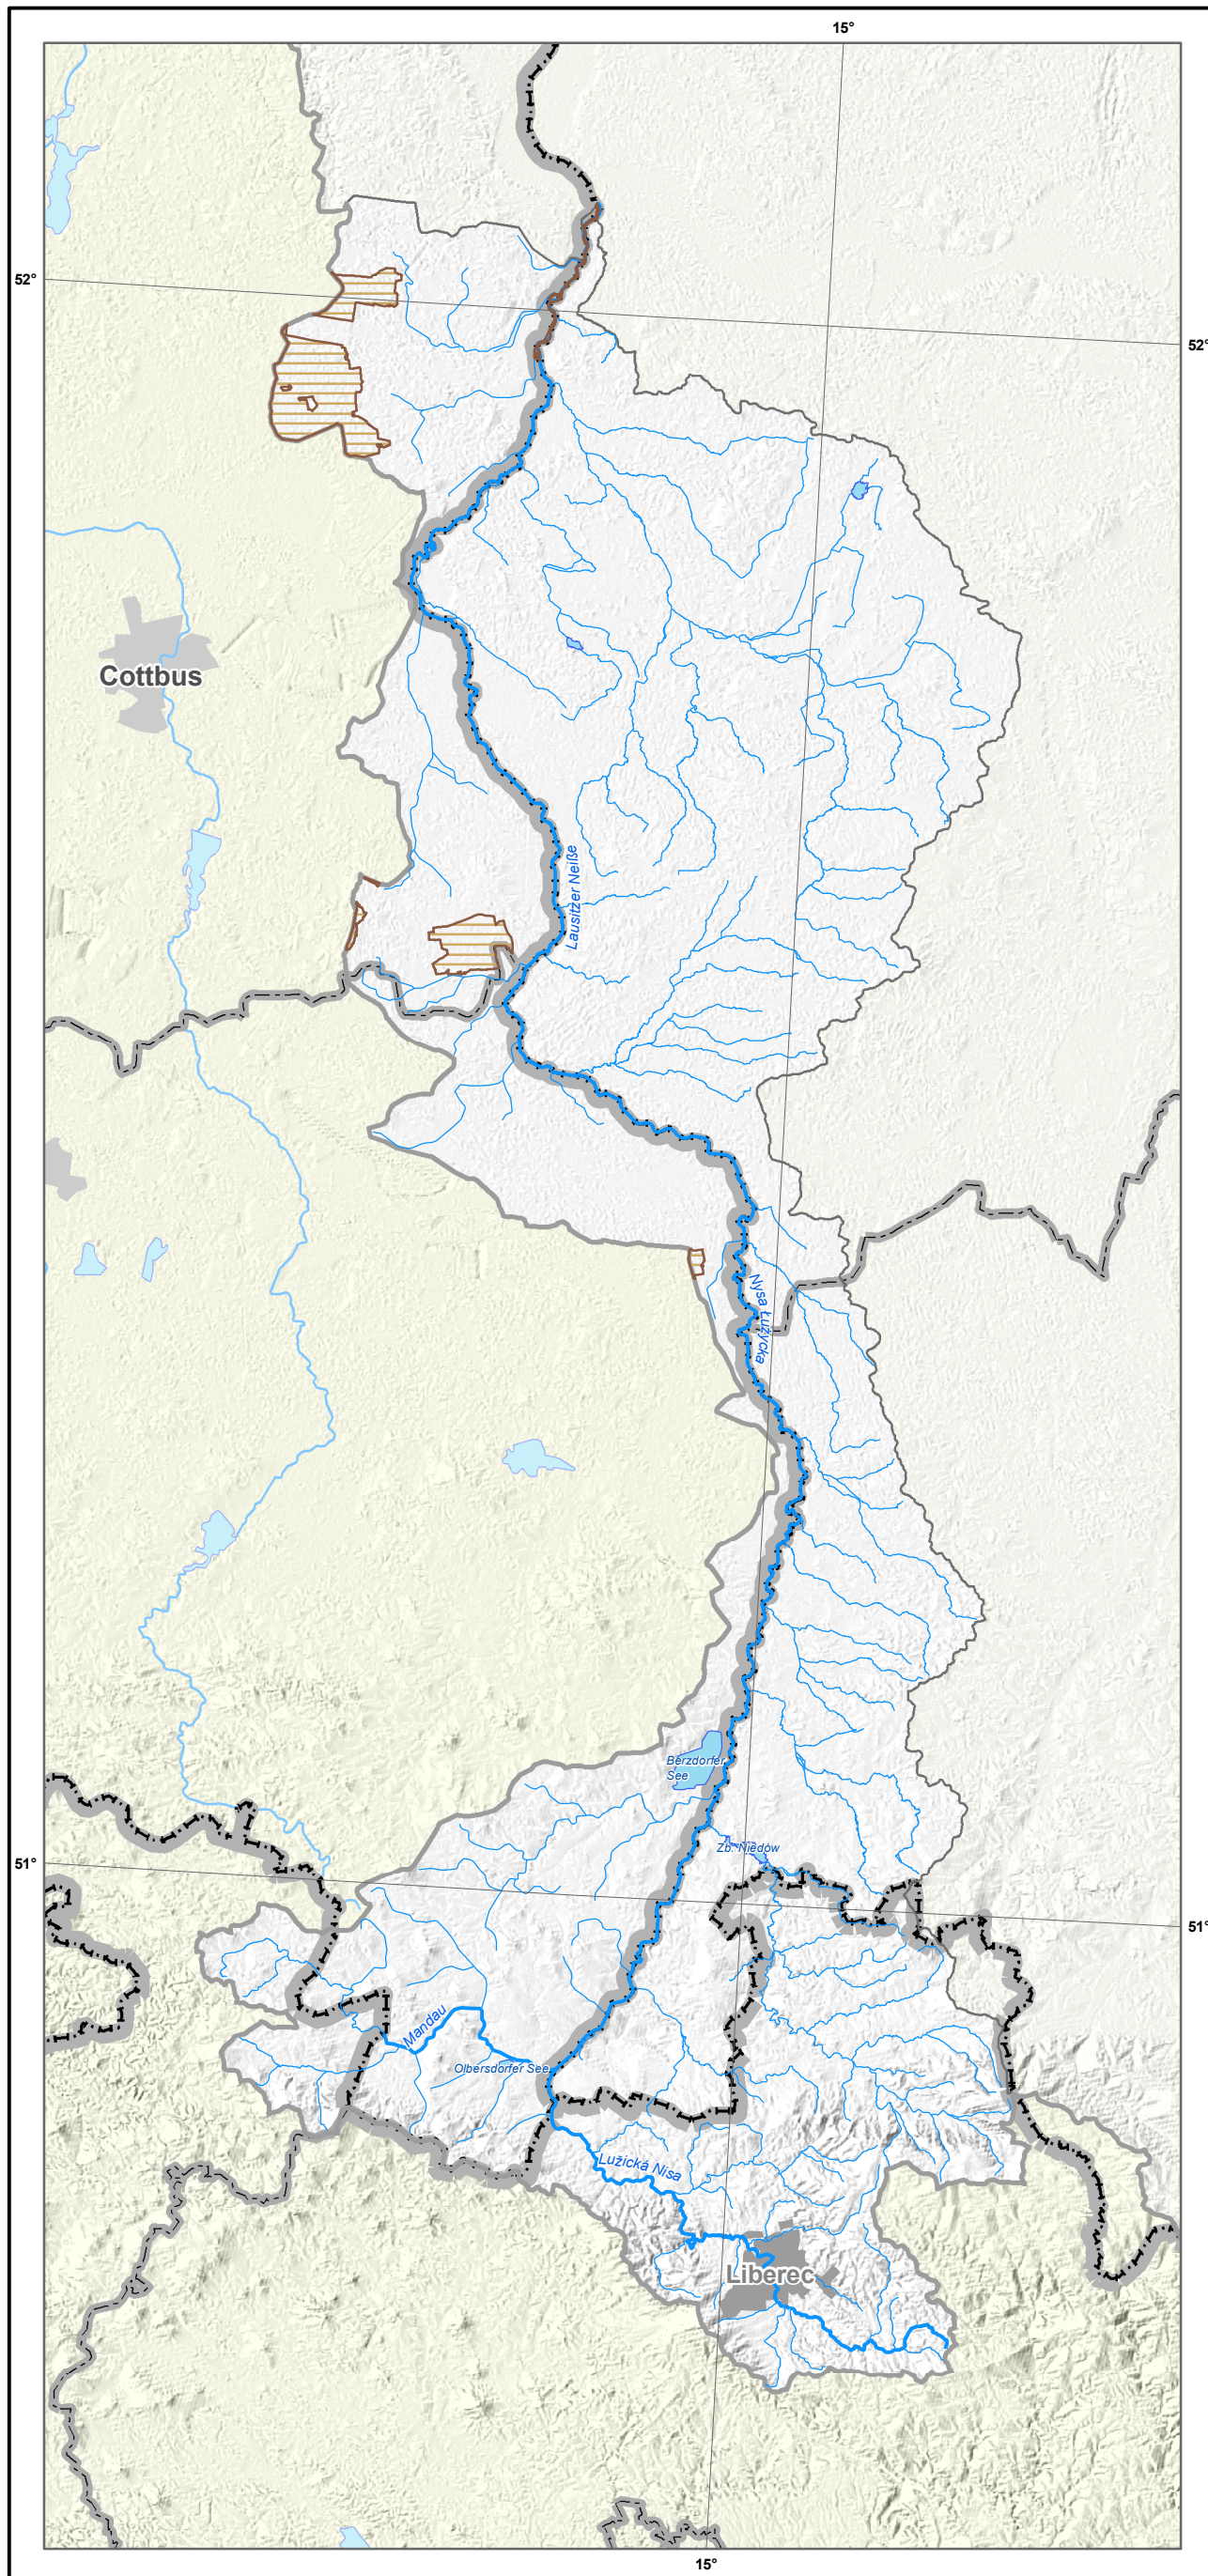 15°
52°
52°
Cottbus
Lausitzer Neiße
Nysa Łużycka
Berzdorfer
See
Zb. Niedów
51°
51°
Mandau
Olbersdorfer See
Lužická Nisa
Liberec
15°